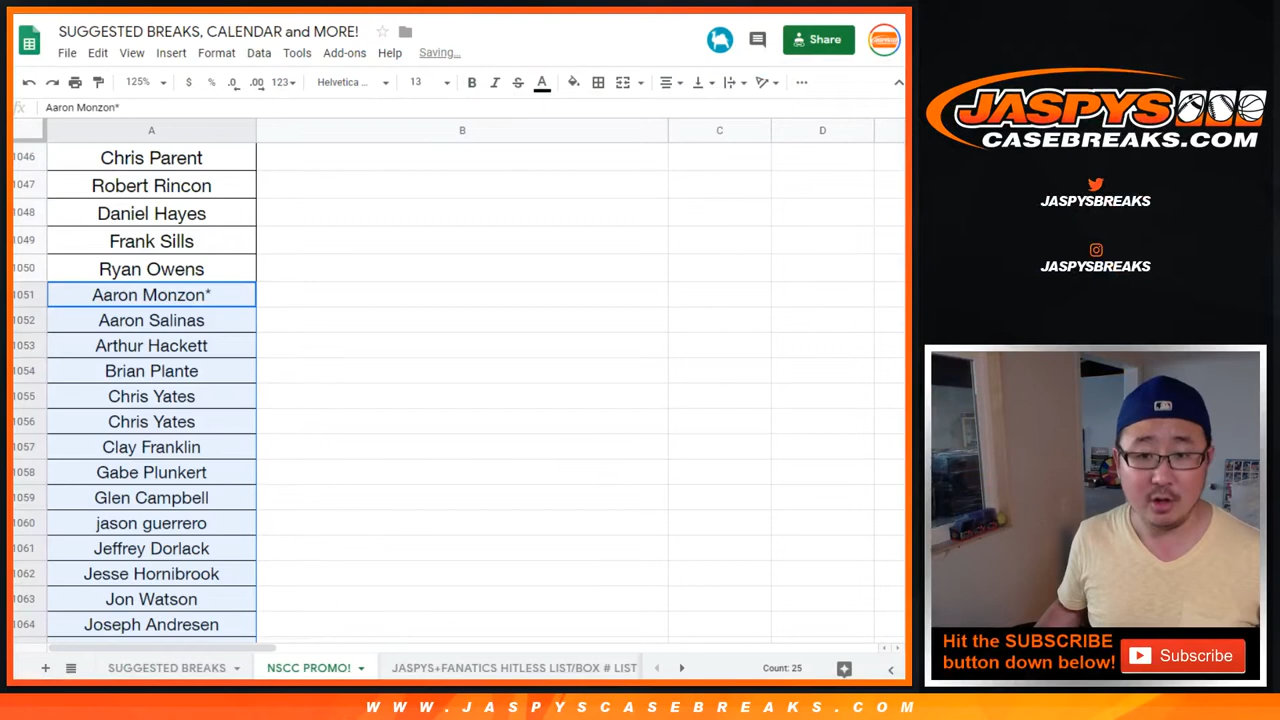 SUGGESTED BREAKS, CALENDAR and MORE!
File Edit View Insert Format Data Tools Add-ons Help Saving...
Share
125% $ % .0 .00 123 Helvetica ... 13 B I S A
fx Aaron Monzon*
A B C D
1046 Chris Parent
1047 Robert Rincon
1048 Daniel Hayes
1049 Frank Sills
1050 Ryan Owens
1051 Aaron Monzon*
1052 Aaron Salinas
1053 Arthur Hackett
1054 Brian Plante
1055 Chris Yates
1056 Chris Yates
1057 Clay Franklin
1058 Gabe Plunkert
1059 Glen Campbell
1060 jason guerrero
1061 Jeffrey Dorlack
1062 Jesse Hornibrook
1063 Jon Watson
1064 Joseph Andresen
SUGGESTED BREAKS NSCC PROMO! JASPYS+FANATICS HITLESS LIST/BOX # LIST Count: 25
JASPYS
CASEBREAKS.COM
JASPYSBREAKS
JASPYSBREAKS
Hit the SUBSCRIBE
button down below!
Subscribe
WWW.JASPYSCASEBREAKS.COM